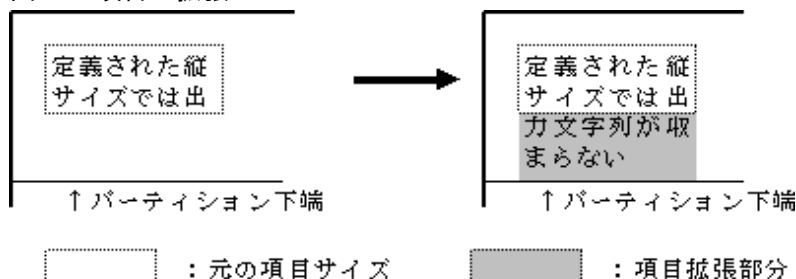 定義された縦
サイズでは出
定義された縦
サイズでは出
力文字列が収
まらない
↑パーティション下端
↑パーティション下端
：元の項目サイズ
：項目拡張部分